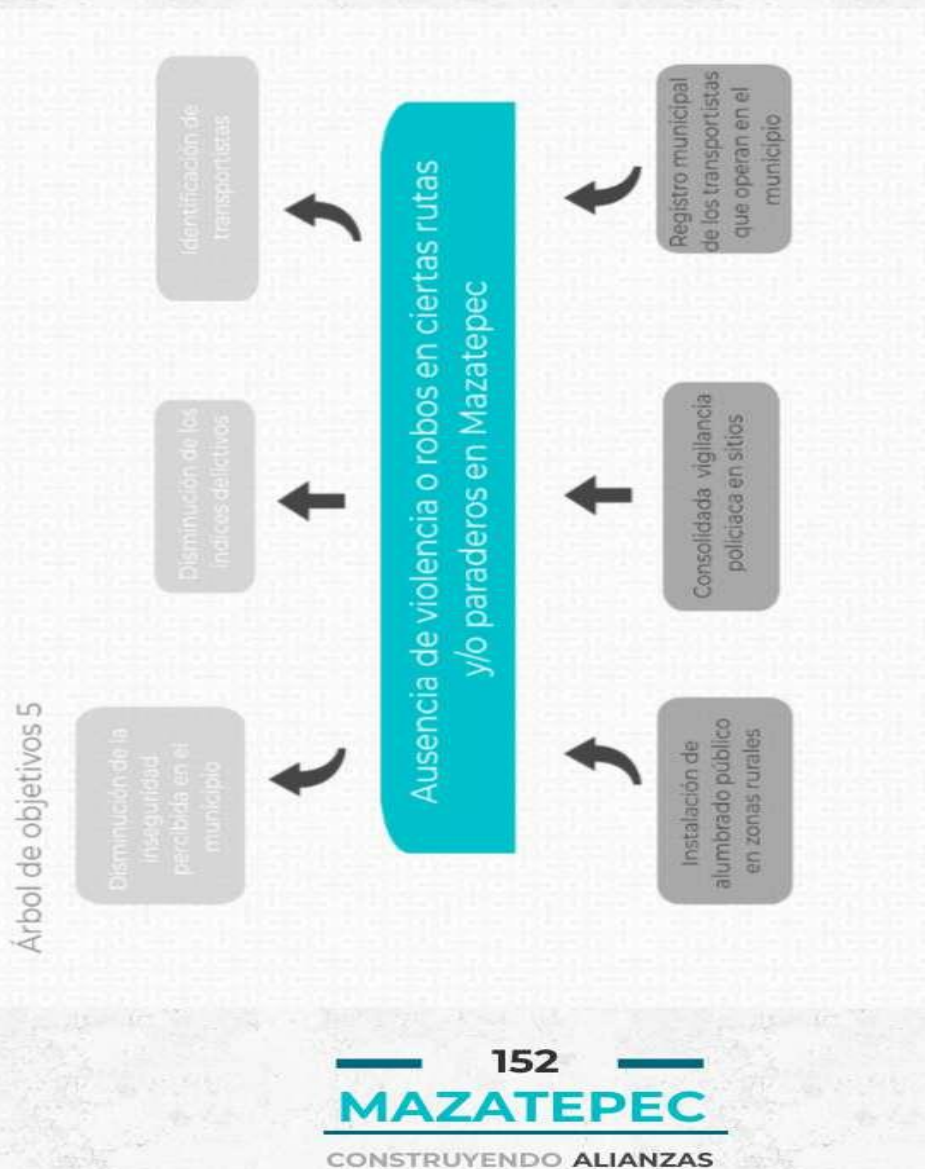 Árbol de objetivos 5
Disminución de la
inseguridad
percibida en el
municipio
Disminución de los
índices delictivos
Identificación de
transportistas
Ausencia de violencia o robos en ciertas rutas
y/o paraderos en Mazatepec
Instalación de
alumbrado público
en zonas rurales
Consolidada vigilancia
policiaca en sitios
Registro municipal
de los transportistas
que operan en el
municipio
152
MAZATEPEC
CONSTRUYENDO ALIANZAS